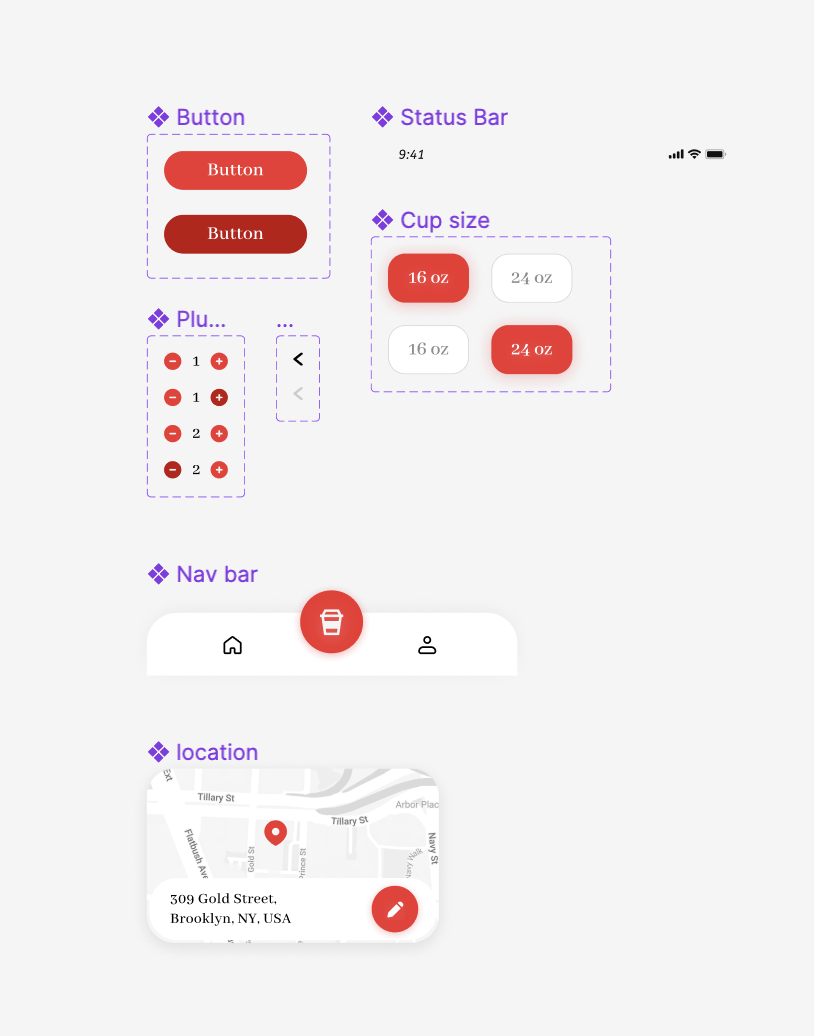 Button
Button
Button
Status Bar
9:41
Cup size
16 oz
24 oz
16 oz
24 oz
Plu...
1
1
2
2
...
Nav bar
location
Ext
Tillary St
Tillary St
Arbor Plac
Flatbush Ave
Gold St
Prince St
Navy Walk
Navy St
309 Gold Street,
Brooklyn, NY, USA